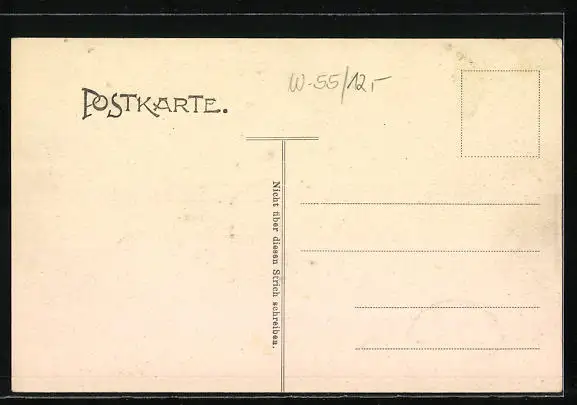 W-55/12,-
POSTKARTE.
Nicht über diesen Strich schreiben.